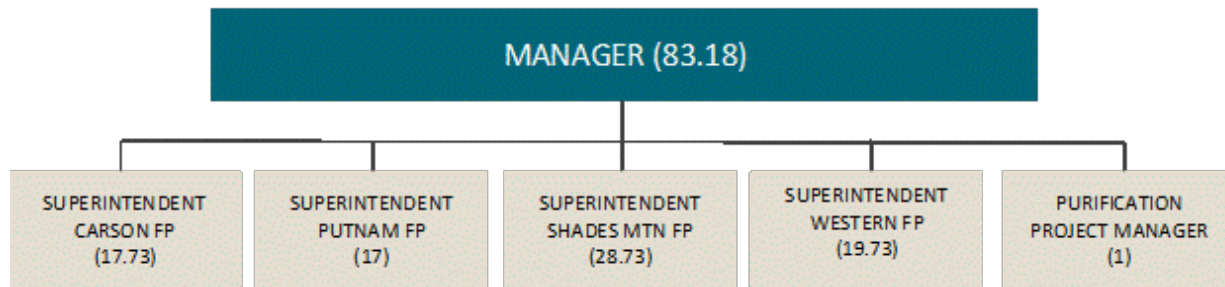 MANAGER (83.18)
SUPERINTENDENT
CARSON FP
(17.73)
SUPERINTENDENT
PUTNAM FP
(17)
SUPERINTENDENT
SHADES MTN FP
(28.73)
SUPERINTENDENT
WESTERN FP
(19.73)
PURIFICATION
PROJECT MANAGER
(1)